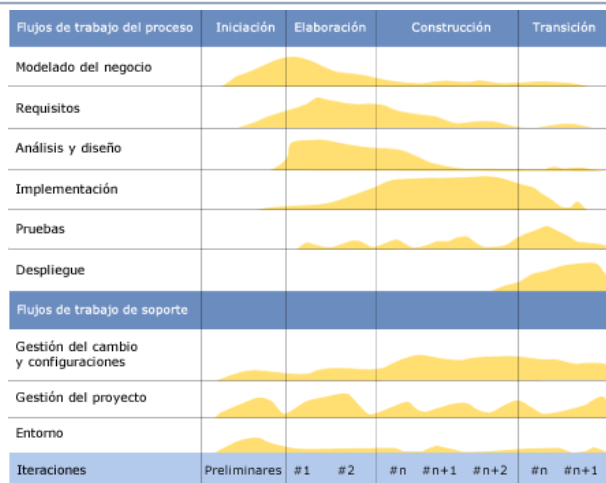 Flujos de trabajo del proceso Iniciación Elaboración Construcción Transición
Modelado del negocio
Requisitos
Análisis y diseño
Implementación
Pruebas
Despliegue
Flujos de trabajo de soporte
Gestión del cambio
y configuraciones
Gestión del proyecto
Entorno
Iteraciones Preliminares #1 #2 #n #n+1 #n+2 #n #n+1